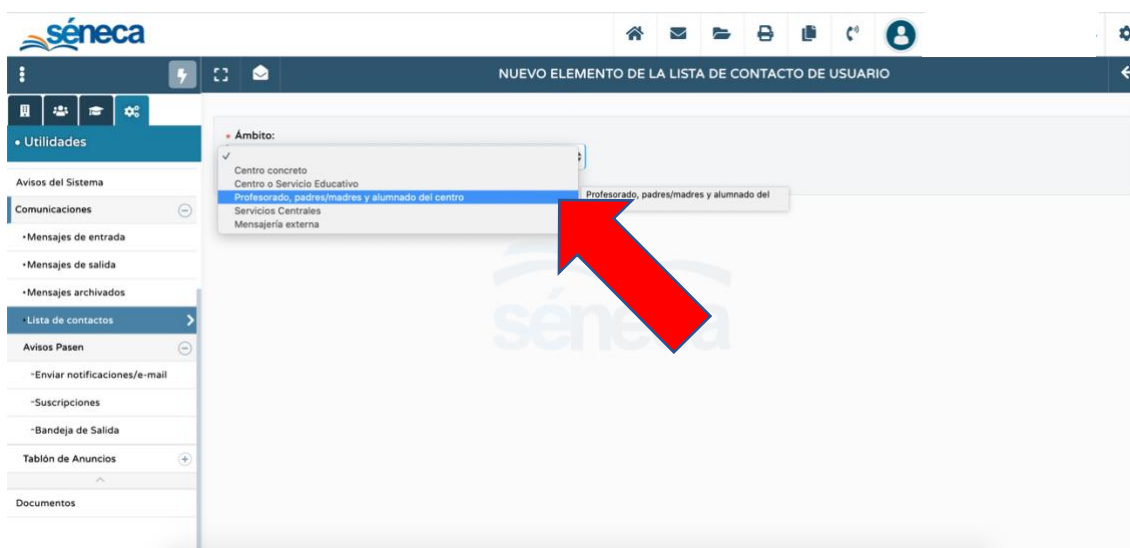 séneca
NUEVO ELEMENTO DE LA LISTA DE CONTACTO DE USUARIO
• Utilidades
Avisos del Sistema
Comunicaciones
•Mensajes de entrada
•Mensajes de salida
•Mensajes archivados
•Lista de contactos
Avisos Pasen
-Enviar notificaciones/e-mail
-Suscripciones
-Bandeja de Salida
Tablón de Anuncios
Documentos
* Ámbito:
Centro concreto
Centro o Servicio Educativo
Profesorado, padres/madres y alumnado del centro
Servicios Centrales
Mensajería externa
Profesorado, padres/madres y alumnado del
séneca